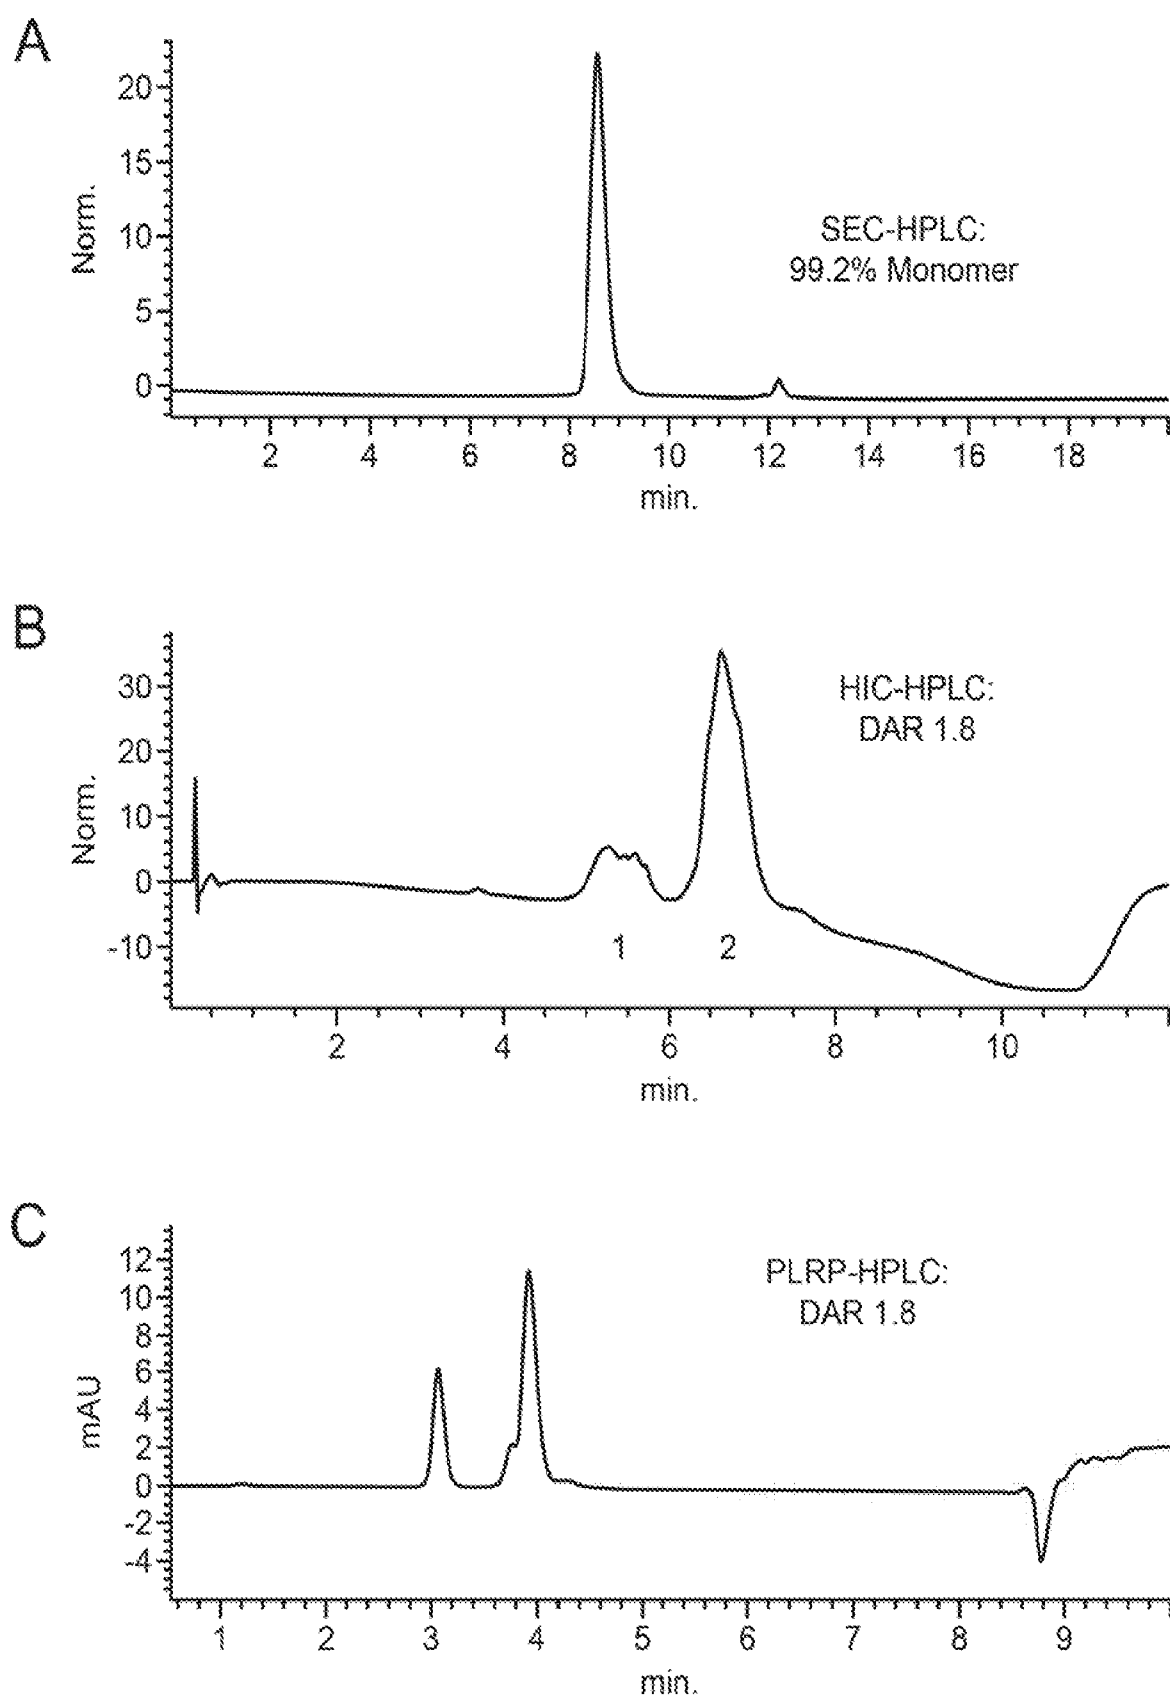 A
20
15
10
5
0
Norm.
SEC-HPLC:
99.2% Monomer
2 4 6 8 10 12 14 16 18
min.
B
30
20
10
0
-10
Norm.
HIC-HPLC:
DAR 1.8
1 2
2 4 6 8 10
min.
C
12
10
8
6
4
2
0
-2
-4
mAU
PLRP-HPLC:
DAR 1.8
1 2 3 4 5 6 7 8 9
min.